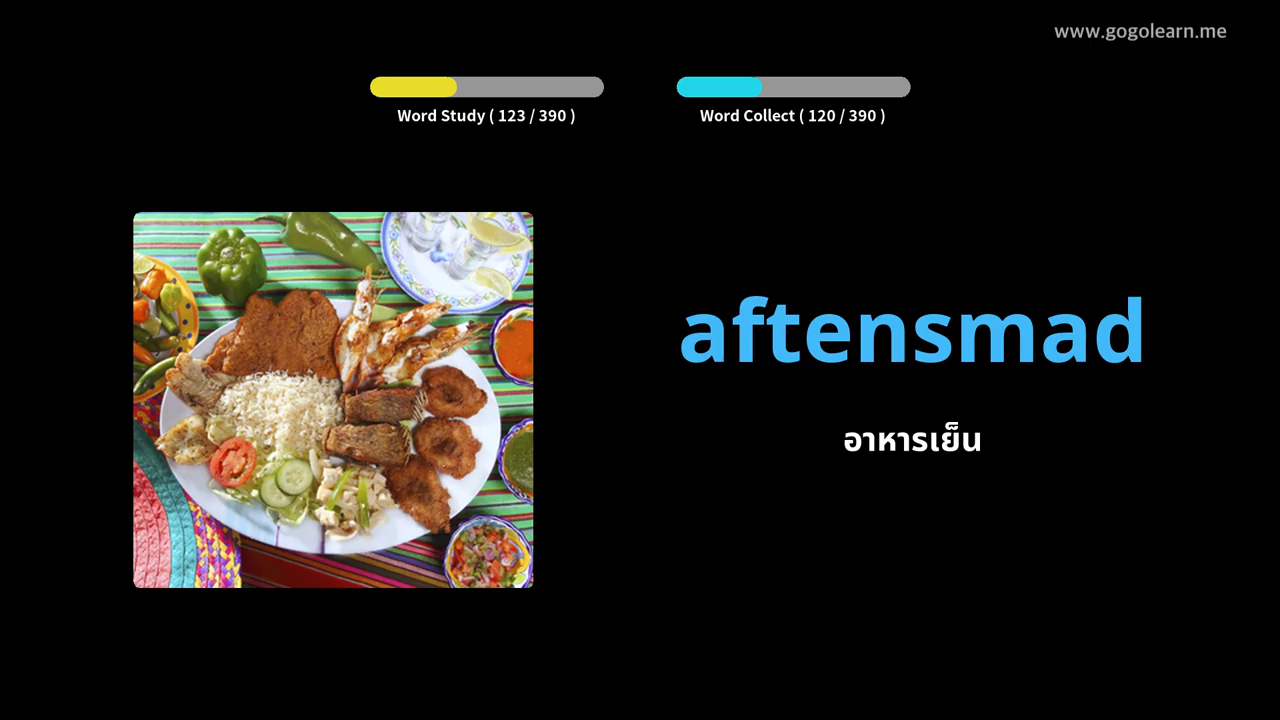 www.gogolearn.me
Word Study ( 123 / 390 )
Word Collect ( 120 / 390 )
aftensmad
อาหารเย็น